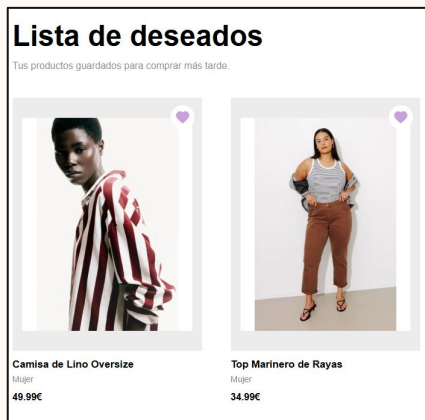 Lista de deseados
Tus productos guardados para comprar más tarde.
Camisa de Lino Oversize
Mujer
49.99€
Top Marinero de Rayas
Mujer
34.99€